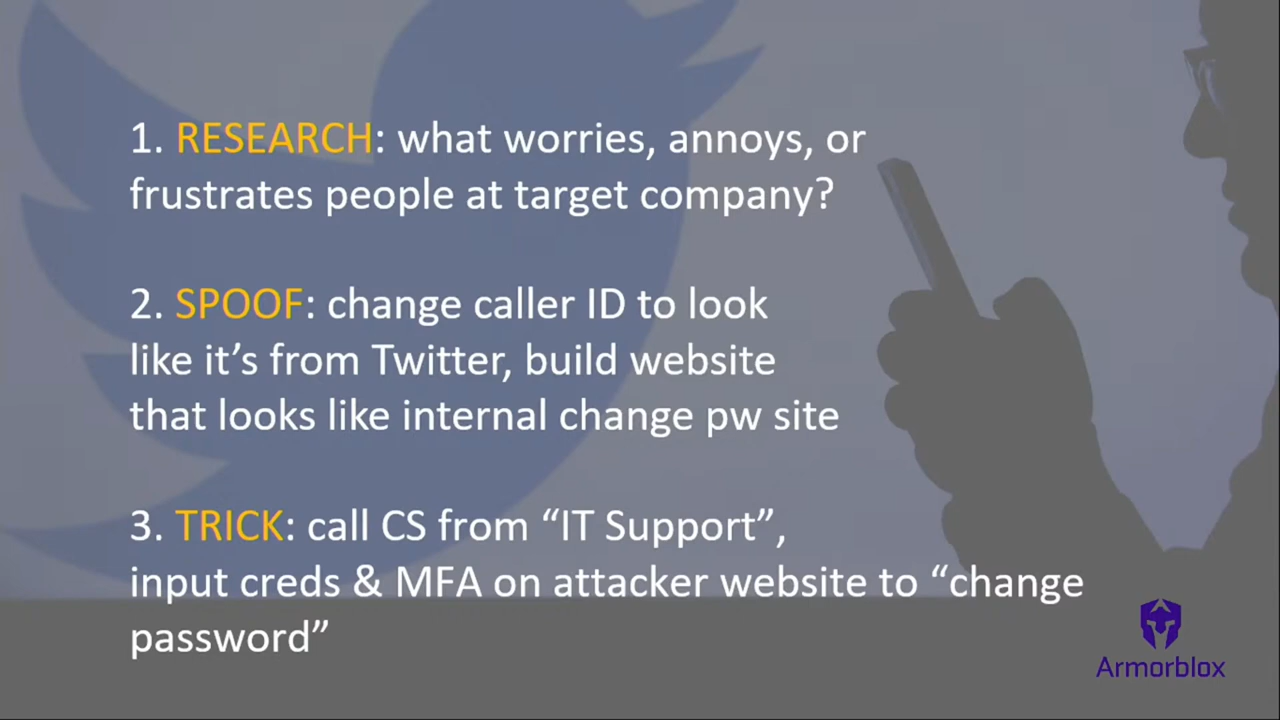 1. RESEARCH: what worries, annoys, or
frustrates people at target company?
2. SPOOF: change caller ID to look
like it’s from Twitter, build website
that looks like internal change pw site
3. TRICK: call CS from “IT Support”,
input creds & MFA on attacker website to “change
password”
Armorblox